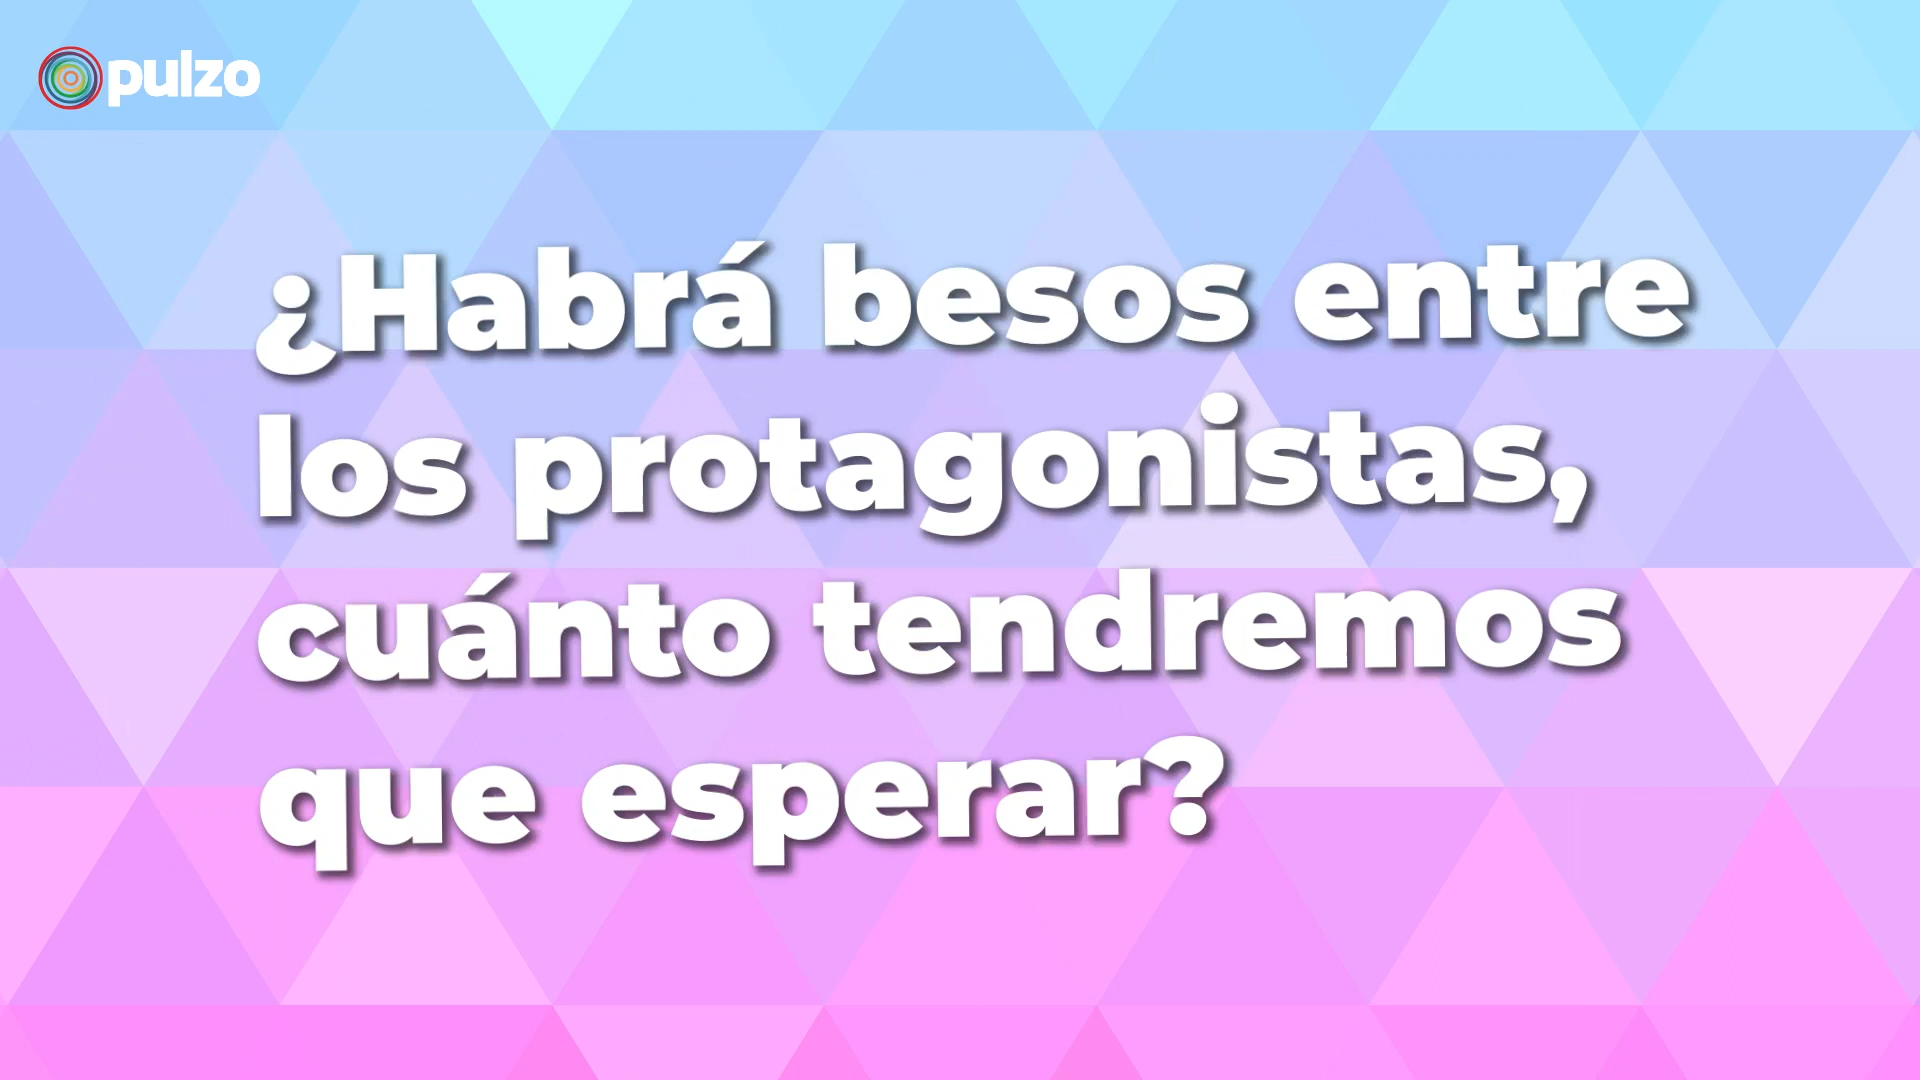 pulzo
¿Habrá besos entre
los protagonistas,
cuánto tendremos
que esperar?